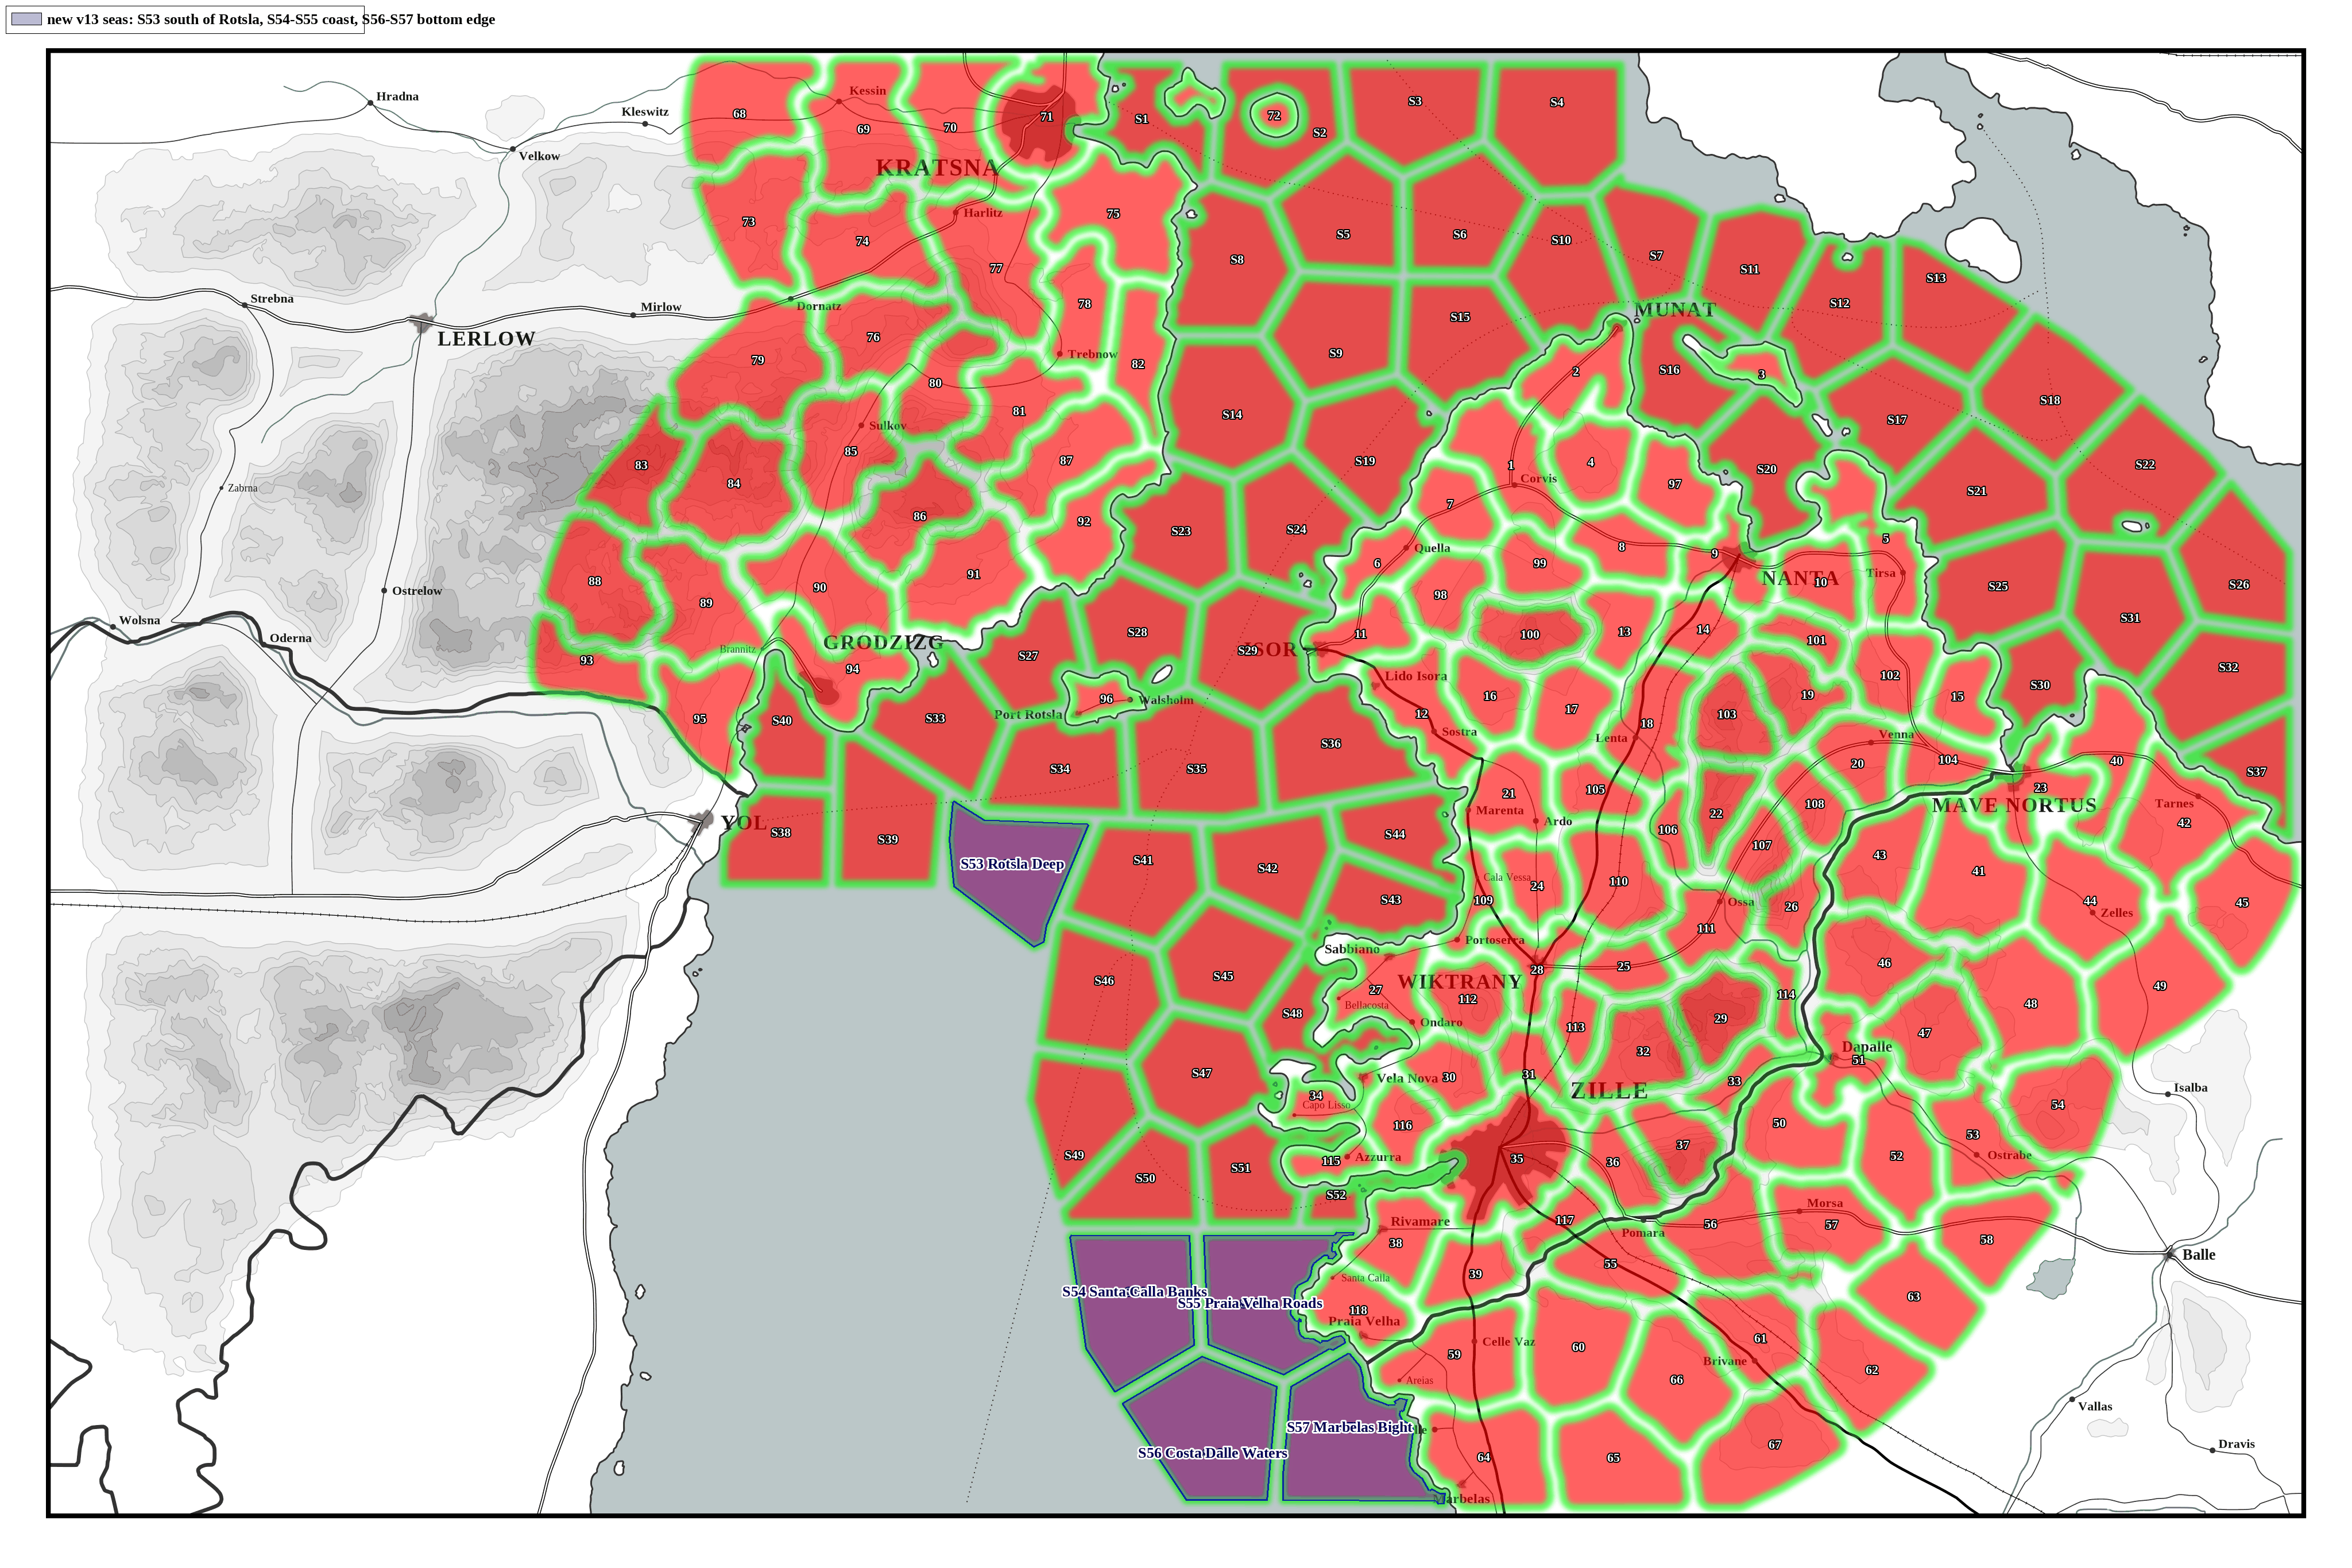 new v13 seas: S53 south of Rotsla, S54-S55 coast, S56-S57 bottom edge
Hradna
Kleswitz
Kessin
68
69
70
71
S1
72
S2
S3
S4
Velkow
KRATSNA
73
74
Harlitz
75
77
S8
S5
S6
S10
S7
S11
S12
S13
Strebna
Mirlow
Dornatz
LERLOW
76
78
79
80
81
82
Trebnow
S9
S15
MUNAT
2
S16
3
S14
S17
S18
Sulkov
83
84
85
86
87
S19
1
Corvis
4
97
S20
S21
S22
Zabrna
7
92
S23
S24
Quella
6
99
8
9
NANTA
10
5
Tirsa
S25
S26
Ostrelow
88
89
90
91
98
Wolsna
Oderna
Brannitz
GRODZIZG
93
94
95
S27
S28
S29
11
100
13
14
101
S31
S32
Lido Isora
96
Walsholm
Port Rotsla
16
17
18
103
19
102
15
S30
S40
S33
S34
S35
S36
12
Sostra
Lenta
Venna
20
104
40
S37
YOL
S38
S39
S53 Rotsla Deep
S41
S42
S44
S43
Marenta
21
Ardo
105
106
22
108
107
MAVE NORTUS
23
Tarnes
42
43
41
Cala Vessa
109
24
110
Ossa
26
111
44
Zelles
45
Sabbiano
Portoserra
WIKTRANY
28
25
S46
S45
S48
27
Bellacosta
112
Ondaro
113
32
29
114
46
47
48
49
S47
Vela Nova
30
31
ZILLE
33
Dapalle
51
34
Capo Lisso
116
Isalba
54
S49
S50
S51
115
Azzurra
S52
35
36
37
50
52
53
Ostrabe
Rivamare
38
117
Pomara
56
Morsa
57
58
Balle
Santa Calla
39
55
S54 Santa Calla Banks
S55 Praia Velha Roads
118
Praia Velha
59
Celle Vaz
60
61
Brivane
62
63
Areias
66
Vallas
S56 Costa Dalle Waters
S57 Marbelas Bight
64
65
67
Dravis
Marbelas